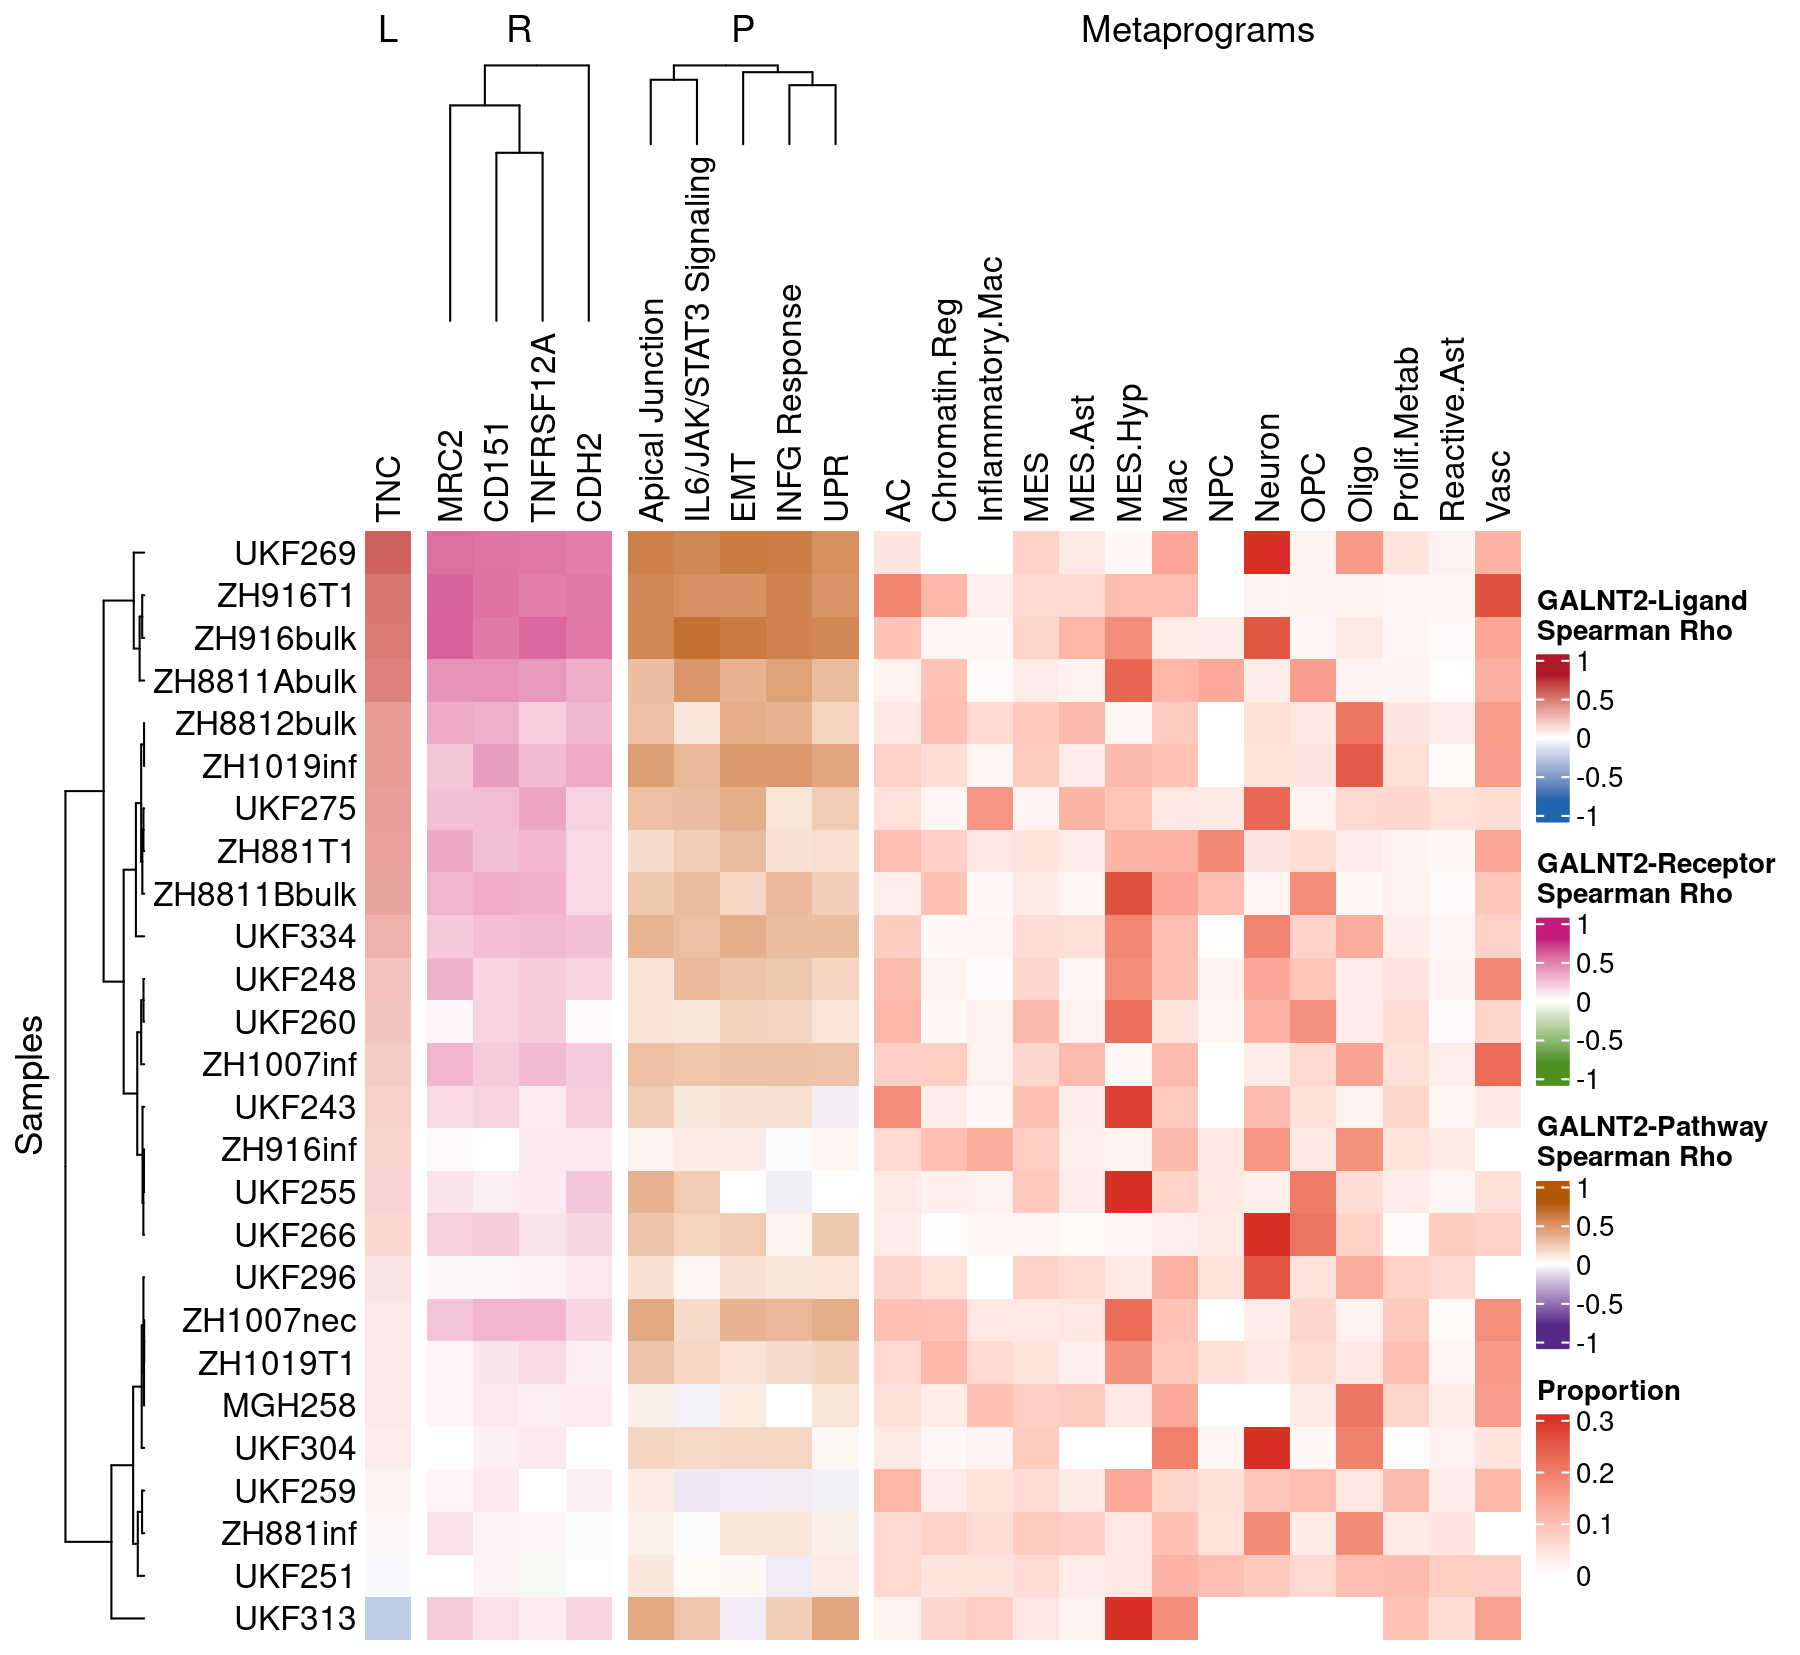 L
R
P
Metaprograms
TNC
MRC2
CD151
TNFRSF12A
CDH2
Apical Junction
IL6/JAK/STAT3 Signaling
EMT
INFG Response
UPR
AC
Chromatin.Reg
Inflammatory.Mac
MES
MES.Ast
MES.Hyp
Mac
NPC
Neuron
OPC
Oligo
Prolif.Metab
Reactive.Ast
Vasc
Samples
UKF269
ZH916T1
ZH916bulk
ZH8811Abulk
ZH8812bulk
ZH1019inf
UKF275
ZH881T1
ZH8811Bbulk
UKF334
UKF248
UKF260
ZH1007inf
UKF243
ZH916inf
UKF255
UKF266
UKF296
ZH1007nec
ZH1019T1
MGH258
UKF304
UKF259
ZH881inf
UKF251
UKF313
GALNT2-Ligand
Spearman Rho
1
0.5
0
-0.5
-1
GALNT2-Receptor
Spearman Rho
1
0.5
0
-0.5
-1
GALNT2-Pathway
Spearman Rho
1
0.5
0
-0.5
-1
Proportion
0.3
0.2
0.1
0